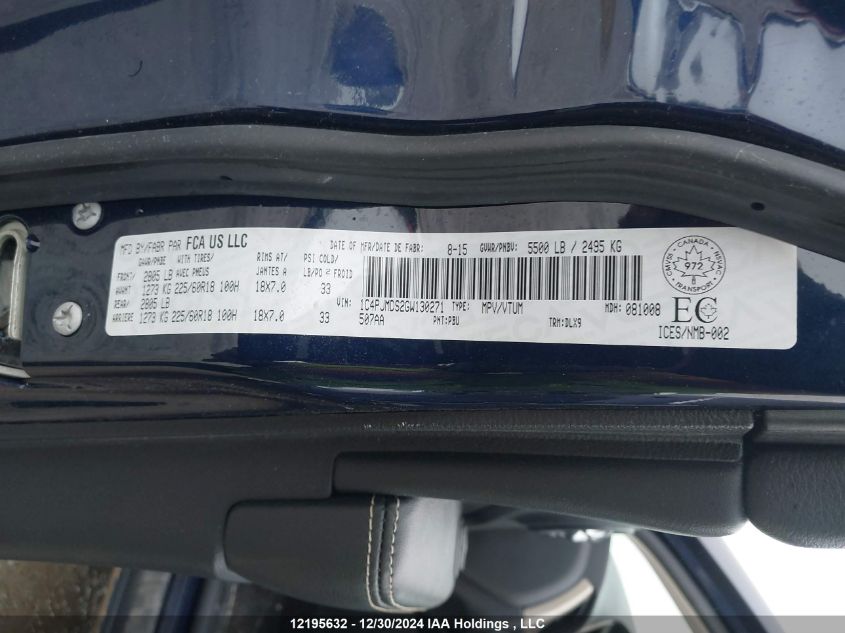 MFD BY/FABR PAR FCA US LLC DATE OF MFR/DATE DE FABR: 8-15 GVWR/PNBV: 5500 LB / 2495 KG
GAWR/PNBE WITH TIRES/ RIMS AT/ PSI COLD/
FRONT/ 2805 LB AVEC PNEUS JANTES A LB/PO² FROID
AVANT 1273 KG 225/60R18 100H 18X7.0 33
REAR/ 2805 LB
ARRIERE 1273 KG 225/60R18 100H 18X7.0 33
VIN: 1C4PJMDS2GW130271 TYPE: MPV/VTUM MDH: 081008
507AA PNT:PBU TRM:DLX9
CANADA
972
TRANSPORT
EC
ICES/NMB-002
12195632 - 12/30/2024 IAA Holdings , LLC